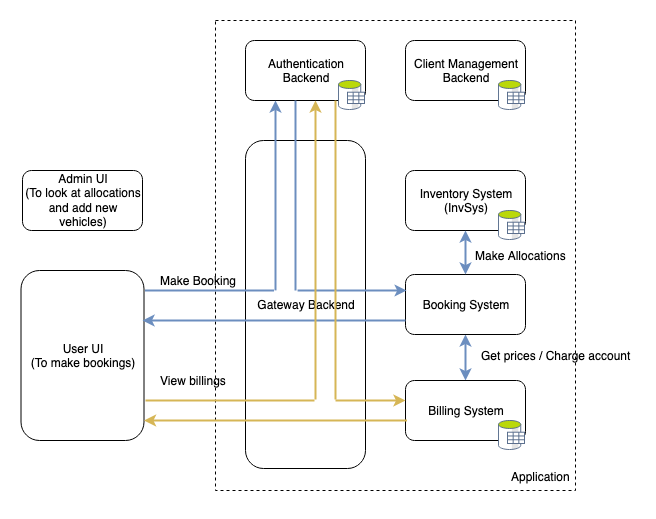 Authentication
Backend
Client Management
Backend
Admin UI
(To look at allocations
and add new
vehicles)
Inventory System
(InvSys)
Make Allocations
Make Booking
Gateway Backend
Booking System
User UI
(To make bookings)
Get prices / Charge account
View billings
Billing System
Application